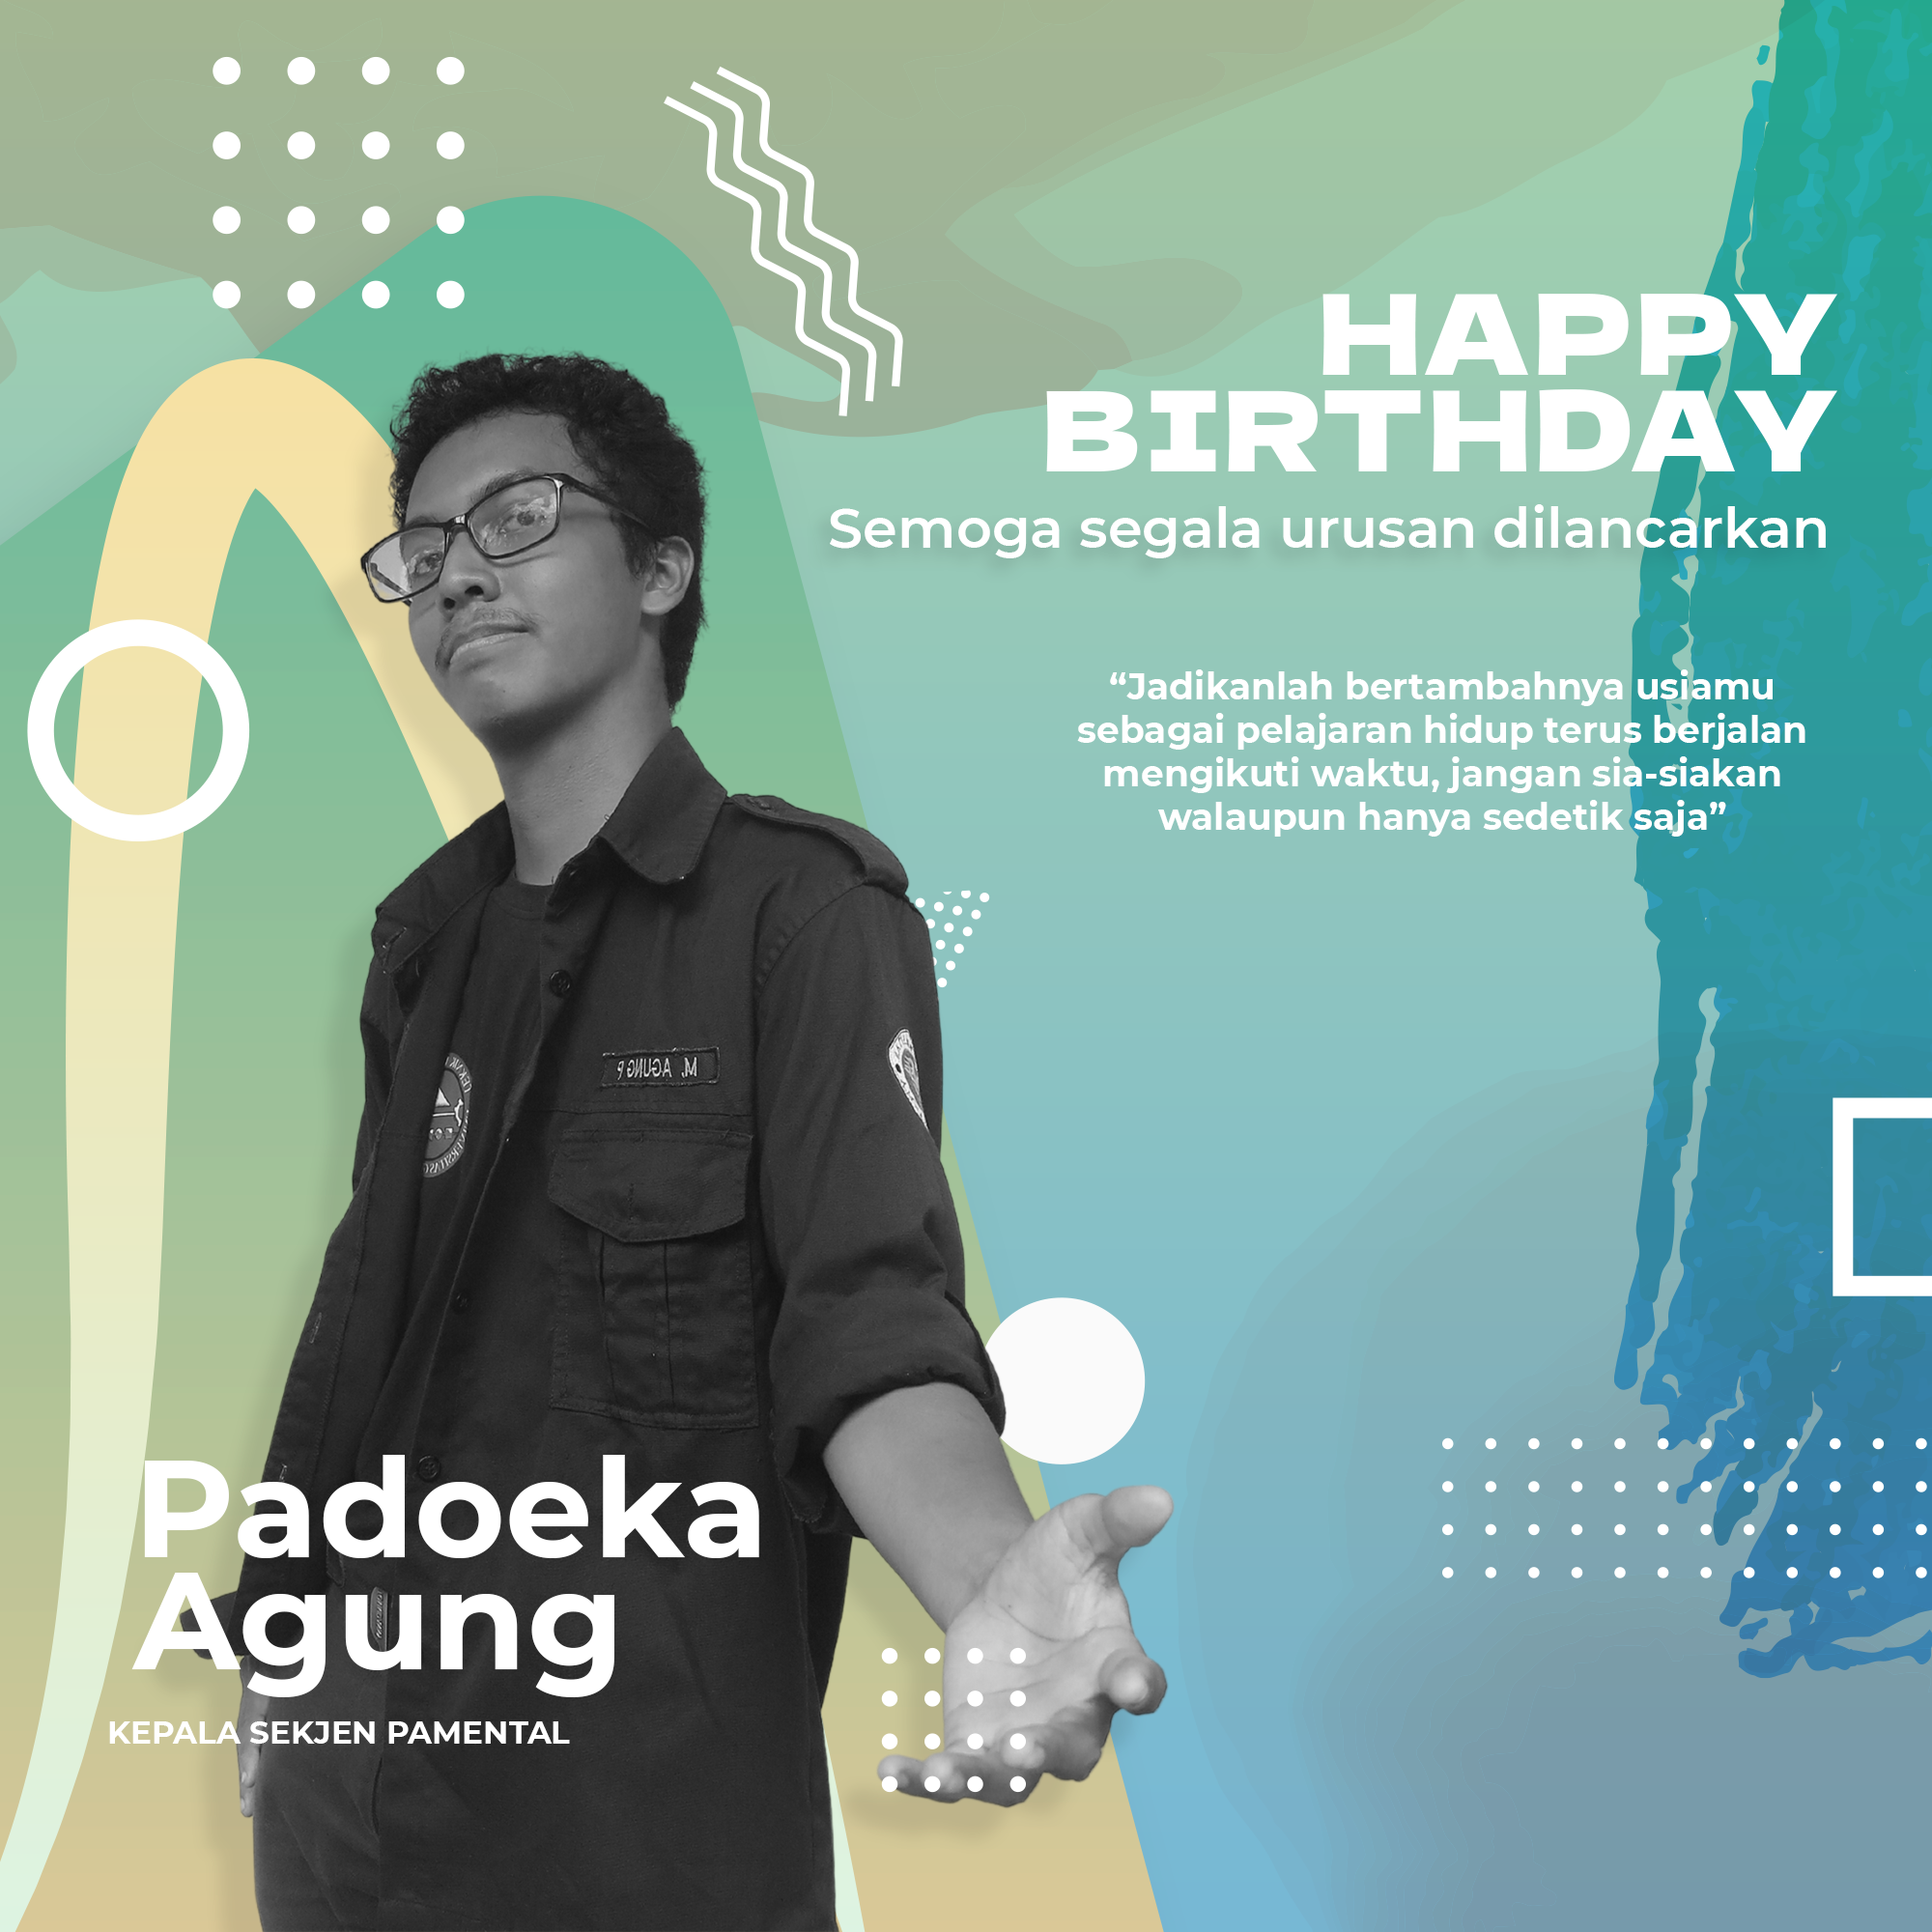 HAPPY
BIRTHDAY
Semoga segala urusan dilancarkan
“Jadikanlah bertambahnya usiamu
sebagai pelajaran hidup terus berjalan
mengikuti waktu, jangan sia-siakan
walaupun hanya sedetik saja”
M. AGUNG P
Padoeka
Agung
KEPALA SEKJEN PAMENTAL